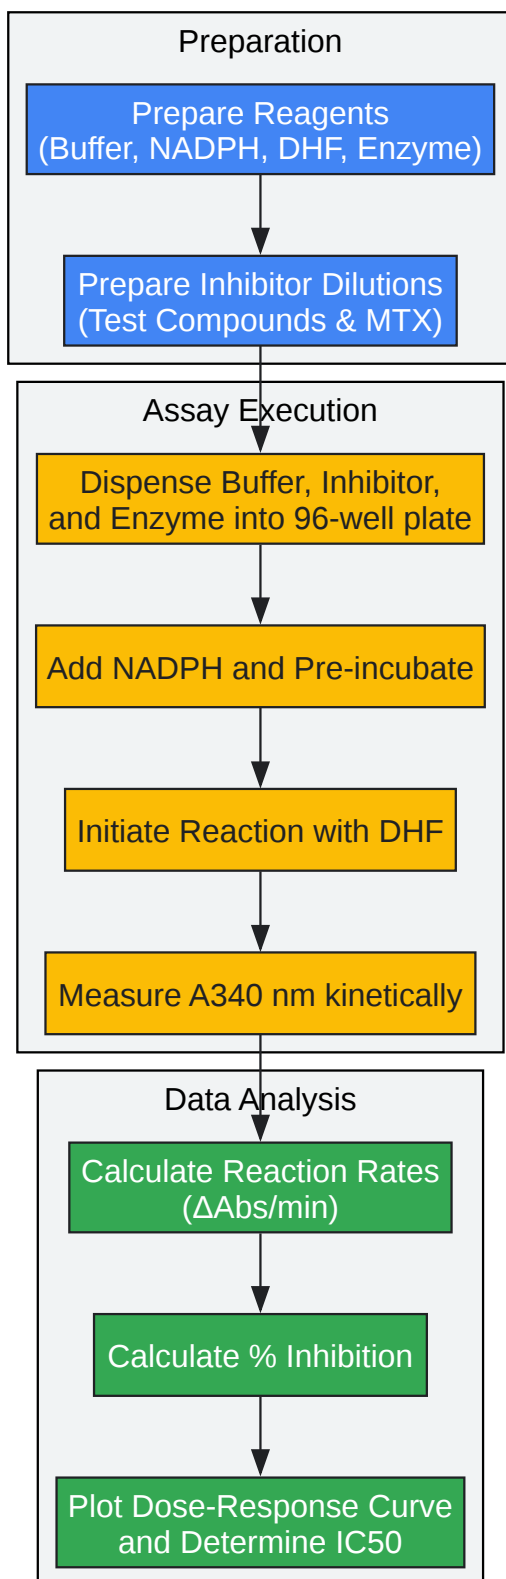 Preparation
Prepare Reagents
(Buffer, NADPH, DHF, Enzyme)
Prepare Inhibitor Dilutions
(Test Compounds & MTX)
Assay Execution
Dispense Buffer, Inhibitor,
and Enzyme into 96-well plate
Add NADPH and Pre-incubate
Initiate Reaction with DHF
Measure A340 nm kinetically
Data Analysis
Calculate Reaction Rates
(ΔAbs/min)
Calculate % Inhibition
Plot Dose-Response Curve
and Determine IC50